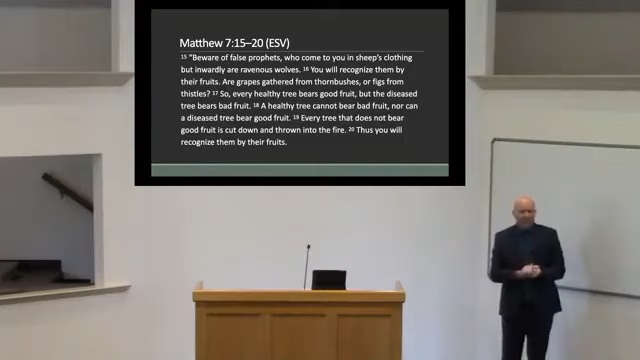 Matthew 7:15–20 (ESV)
15 "Beware of false prophets, who come to you in sheep's clothing
but inwardly are ravenous wolves. 16 You will recognize them by
their fruits. Are grapes gathered from thornbushes, or figs from
thistles? 17 So, every healthy tree bears good fruit, but the diseased
tree bears bad fruit. 18 A healthy tree cannot bear bad fruit, nor can
a diseased tree bear good fruit. 19 Every tree that does not bear
good fruit is cut down and thrown into the fire. 20 Thus you will
recognize them by their fruits.